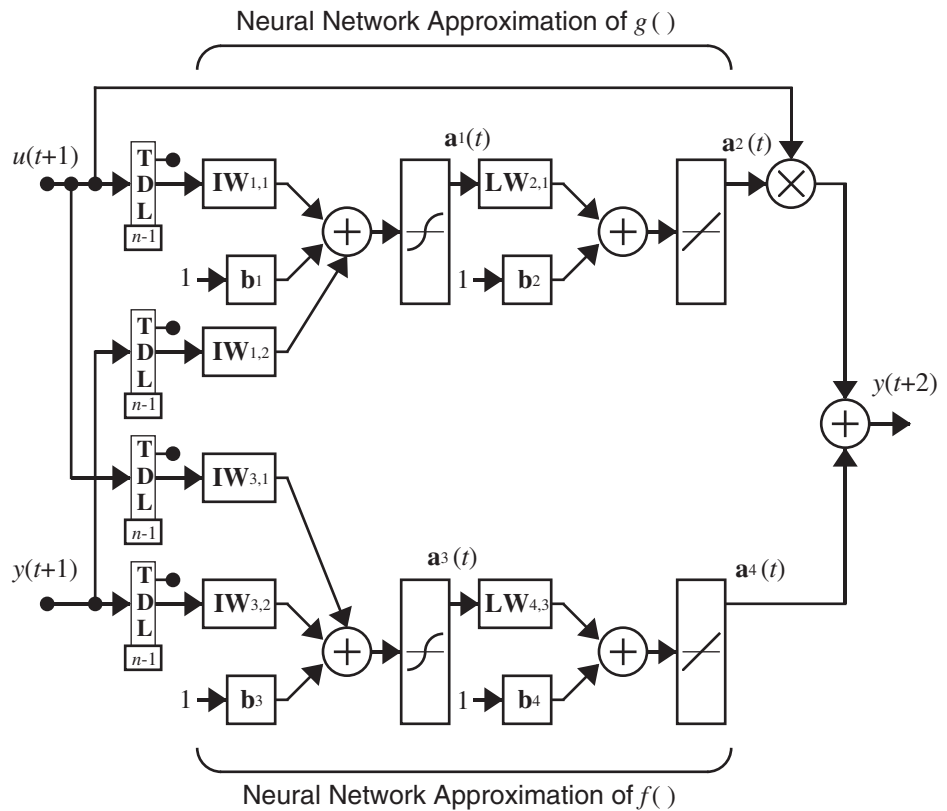 Neural Network Approximation of g ( )
a1(t)
a2 (t)
u(t+1)
T
D
L
n-1
IW1,1
LW2,1
1
b1
1
b2
T
D
L
n-1
IW1,2
y(t+2)
T
D
L
n-1
IW3,1
y(t+1)
a3 (t)
a4 (t)
T
D
L
n-1
IW3,2
LW4,3
1
b3
1
b4
Neural Network Approximation of f ( )